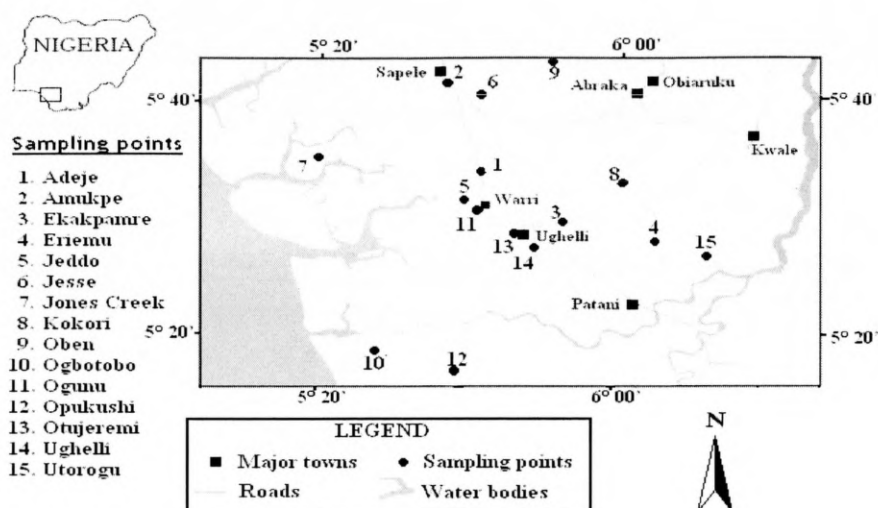 NIGERIA
Sampling points
1. Adeje
2. Amukpe
3. Ekakpamre
4. Eriemu
5. Jeddo
6. Jesse
7. Jones Creek
8. Kokori
9. Oben
10. Ogbotobo
11. Ogunu
12. Opukushi
13. Otujeremi
14. Ughelli
15. Utorogu
5° 20' 6° 00'
Sapele 2 9 Abraka Obiaruku
5° 40' 6 5° 40'
Kwale
7 1 8
5 Warri
11 3
13 Ughelli 4 15
14
Patani
5° 20' 5° 20'
10 12
5° 20' 6° 00'
LEGEND
Major towns Sampling points
Roads Water bodies
N